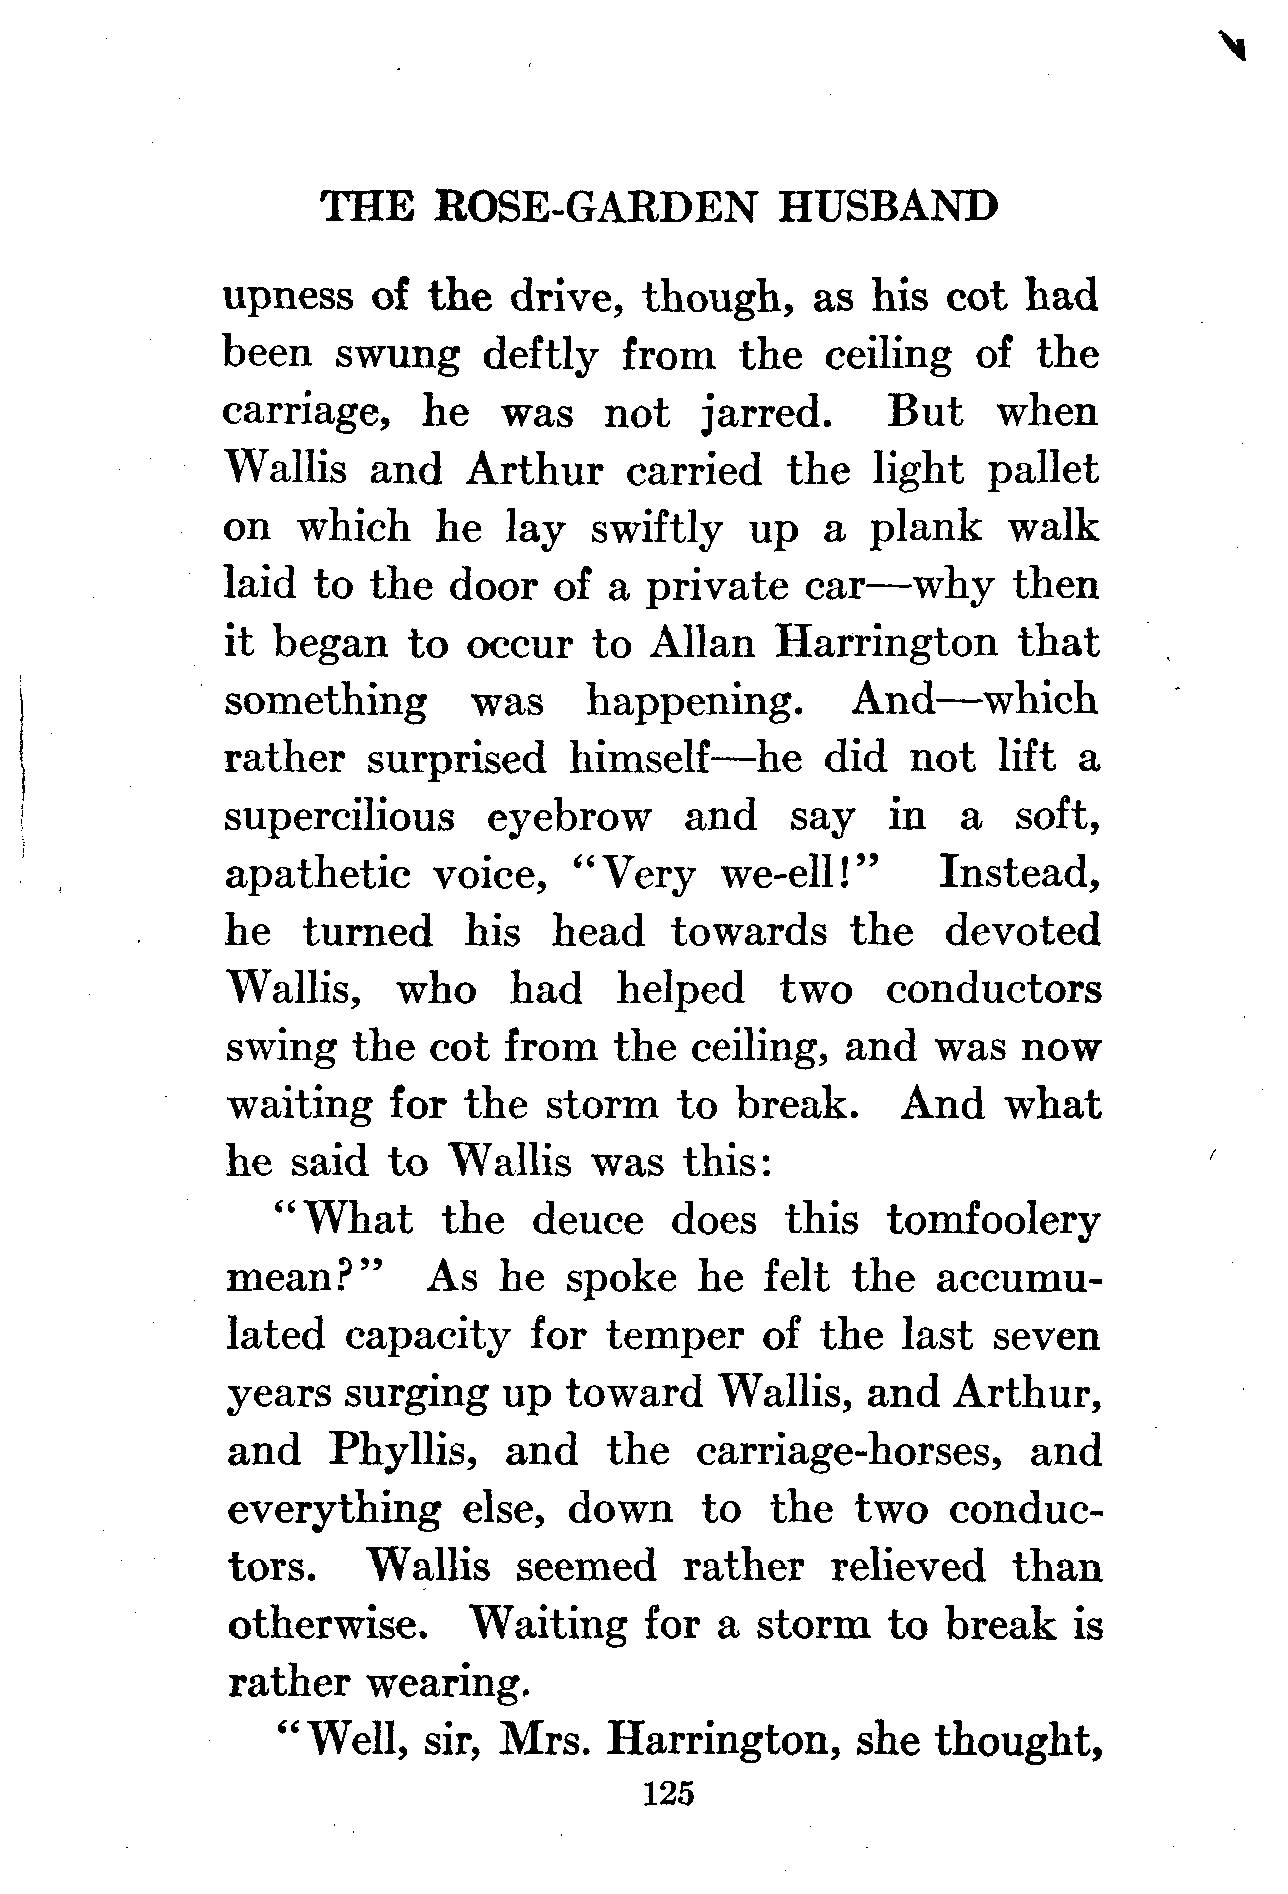 THE ROSE-GARDEN HUSBAND
upness of the drive, though, as his cot had
been swung deftly from the ceiling of the
carriage, he was not jarred. But when
Wallis and Arthur carried the light pallet
on which he lay swiftly up a plank walk
laid to the door of a private car—why then
it began to occur to Allan Harrington that
something was happening. And—which
rather surprised himself—he did not lift a
supercilious eyebrow and say in a soft,
apathetic voice, “Very we-ell!” Instead,
he turned his head towards the devoted
Wallis, who had helped two conductors
swing the cot from the ceiling, and was now
waiting for the storm to break. And what
he said to Wallis was this:
“What the deuce does this tomfoolery
mean?” As he spoke he felt the accumu-
lated capacity for temper of the last seven
years surging up toward Wallis, and Arthur,
and Phyllis, and the carriage-horses, and
everything else, down to the two conduc-
tors. Wallis seemed rather relieved than
otherwise. Waiting for a storm to break is
rather wearing.
“Well, sir, Mrs. Harrington, she thought,
125